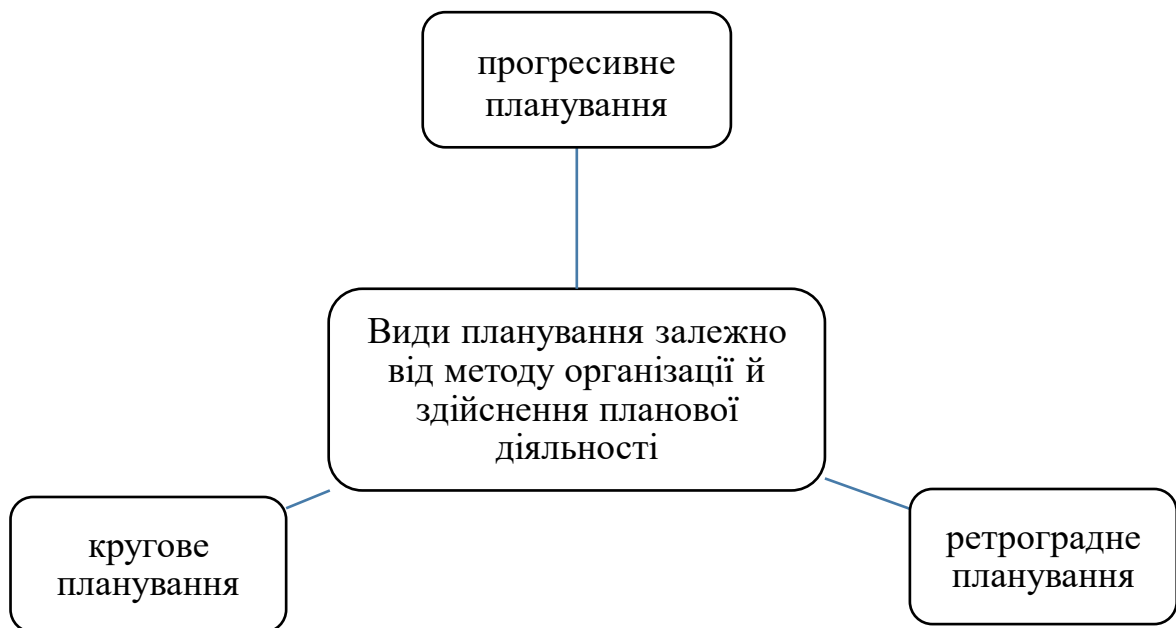 прогресивне
планування
Види планування залежно
від методу організації й
здійснення планової
діяльності
кругове
планування
ретроградне
планування